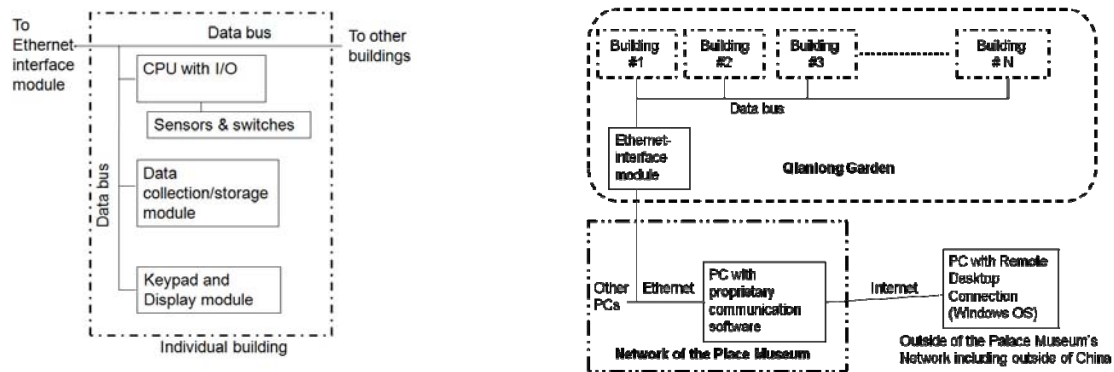 To
Ethernet-
interface
module
Data bus
To other
buildings
CPU with I/O
Sensors & switches
Data bus
Data
collection/storage
module
Keypad and
Display module
Individual building
Building
#1
Building
#2
Building
#3
Building
# N
Data bus
Ethernet-
interface
module
Qianlong Garden
Other
PCs
Ethernet
PC with
proprietary
communication
software
Internet
PC with Remote
Desktop
Connection
(Windows OS)
Network of the Place Museum
Outside of the Palace Museum's
Network including outside of China